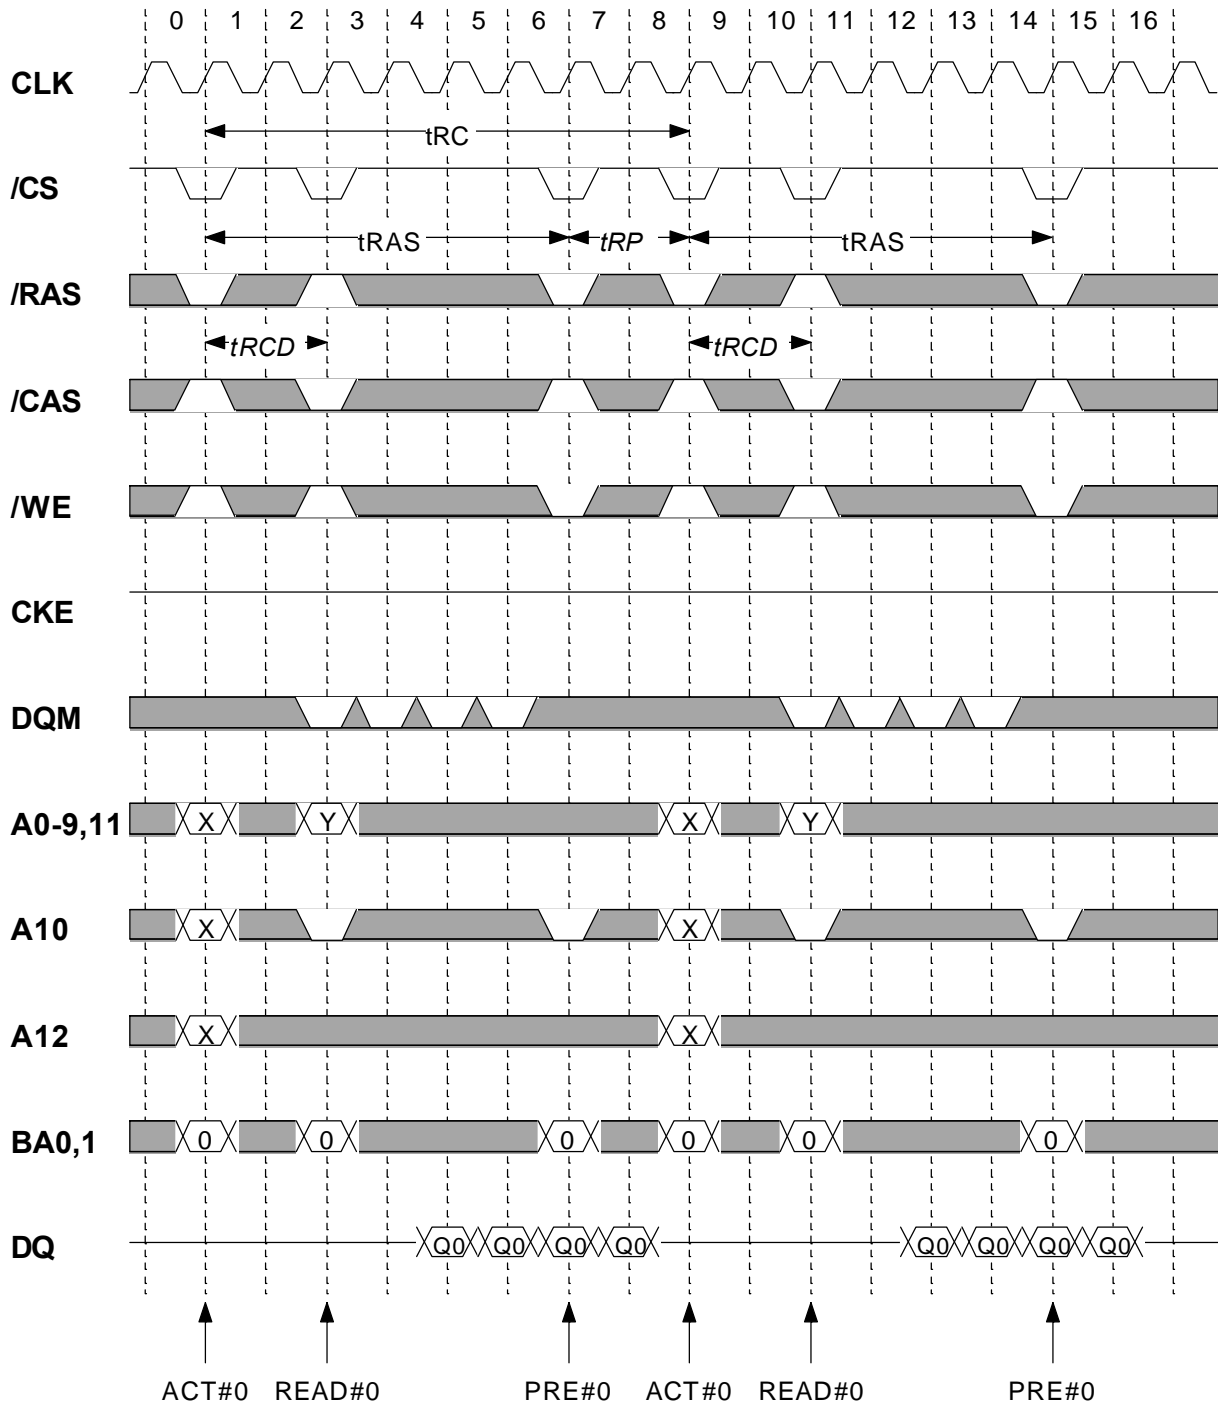 0 1 2 3 4 5 6 7 8 9 10 11 12 13 14 15 16
CLK
tRC
/CS
tRAS tRP tRAS
/RAS
tRCD tRCD
/CAS
/WE
CKE
DQM
A0-9,11 X Y X Y
A10 X X
A12 X X
BA0,1 0 0 0 0 0 0
DQ Q0 Q0 Q0 Q0 Q0 Q0 Q0 Q0
ACT#0 READ#0 PRE#0 ACT#0 READ#0 PRE#0